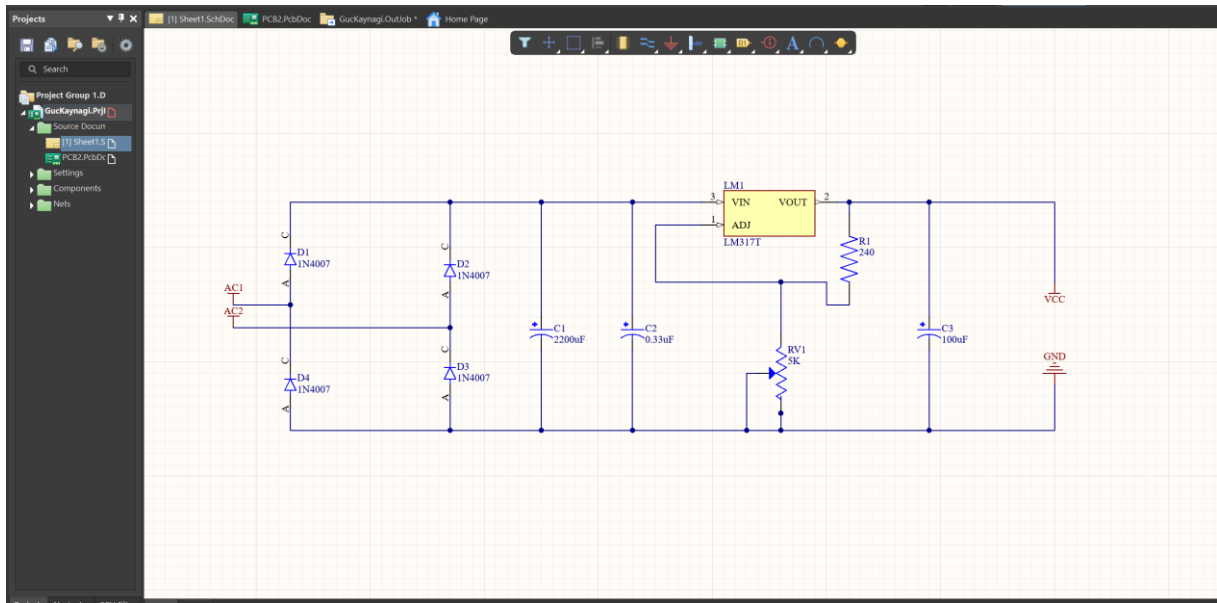 Projects
[1] Sheet1.SchDoc
PCB2.PcbDoc
GucKaynagi.OutJob *
Home Page
Search
Project Group 1.D
GucKaynagi.Prj
Source Docum
[1] Sheet1.S
PCB2.PcbDc
Settings
Components
Nets
LM1
3
VIN
VOUT
2
1
ADJ
LM317T
C
D1
1N4007
A
C
D2
1N4007
A
R1
240
AC1
AC2
VCC
C1
2200uF
C2
0.33uF
C3
100uF
C
D4
1N4007
A
C
D3
1N4007
A
RV1
5K
GND